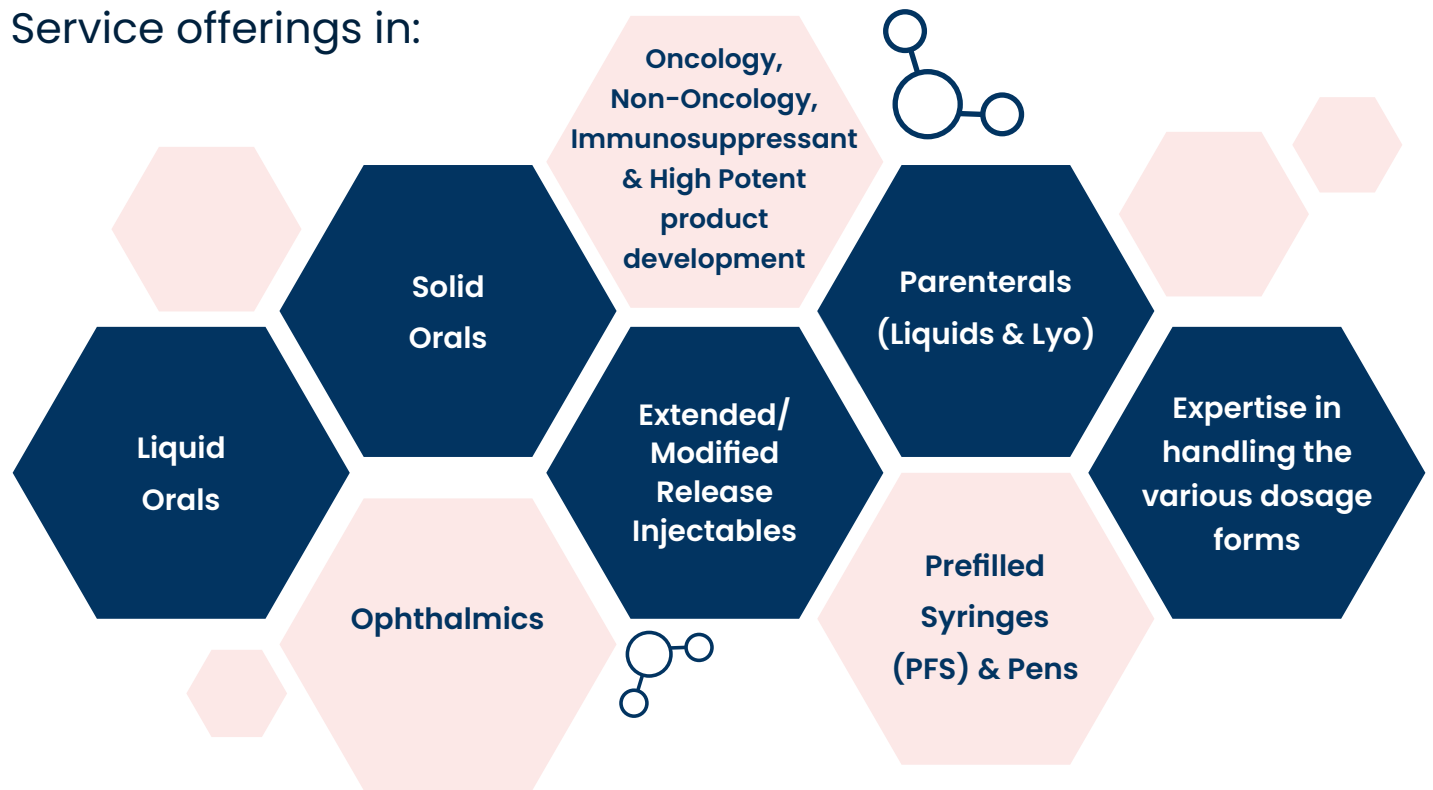 Service offerings in:
Oncology,
Non-Oncology,
Immunosuppressant
& High Potent
product
development
Solid
Orals
Parenterals
(Liquids & Lyo)
Liquid
Orals
Extended/
Modified
Release
Injectables
Expertise in
handling the
various dosage
forms
Ophthalmics
Prefilled
Syringes
(PFS) & Pens